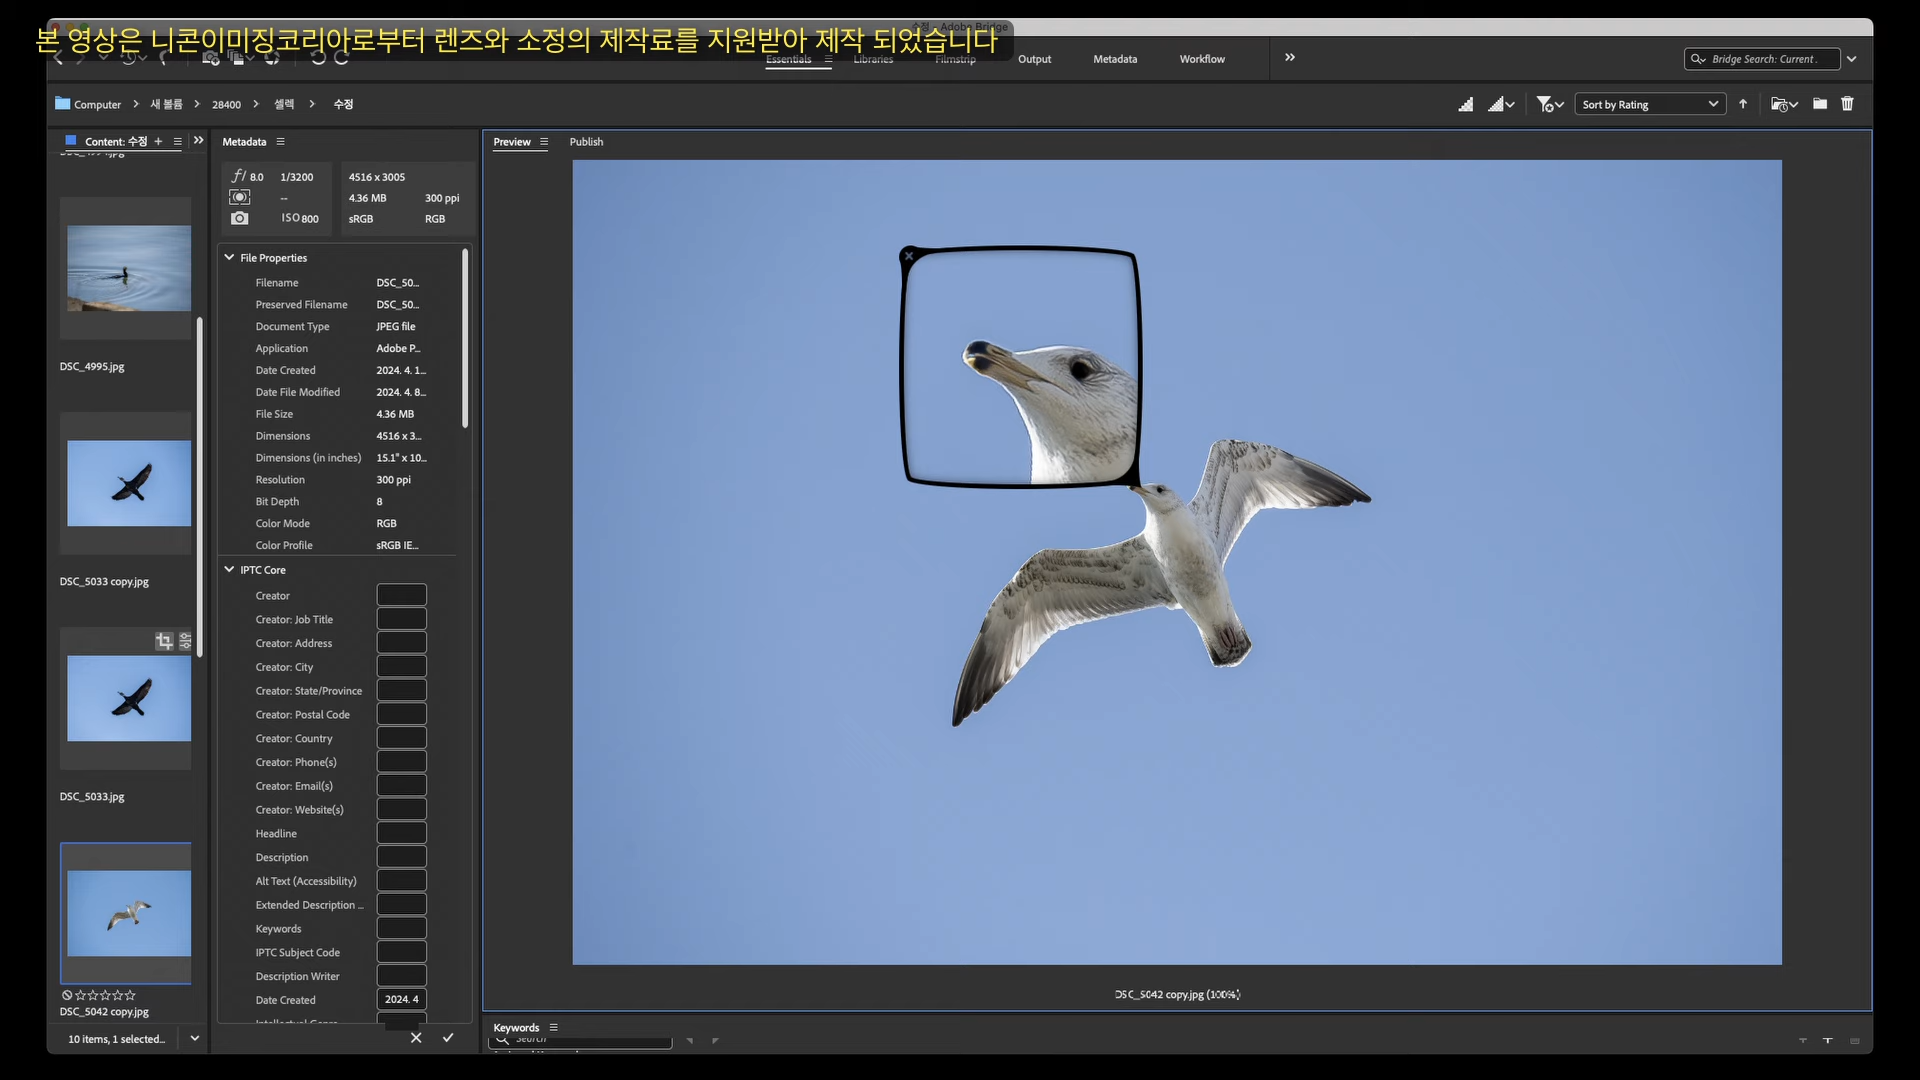 본 영상은 니콘이미징코리아로부터 렌즈와 소정의 제작료를 지원받아 제작 되었습니다
Adobe Bridge
Essentials Libraries Filmstrip Output Metadata Workflow
Bridge Search: Current .
Computer 새 볼륨 28400 셀렉 수정
Sort by Rating
Content: 수정
DSC_4995.jpg
DSC_5033 copy.jpg
DSC_5033.jpg
DSC_5042 copy.jpg
10 items, 1 selected...
Metadata
ƒ/ 8.0 1/3200
--
ISO 800
4516 x 3005
4.36 MB 300 ppi
sRGB RGB
File Properties
Filename DSC_50...
Preserved Filename DSC_50...
Document Type JPEG file
Application Adobe P...
Date Created 2024. 4. 1...
Date File Modified 2024. 4. 8...
File Size 4.36 MB
Dimensions 4516 x 3...
Dimensions (in inches) 15.1" x 10...
Resolution 300 ppi
Bit Depth 8
Color Mode RGB
Color Profile sRGB IE...
IPTC Core
Creator
Creator: Job Title
Creator: Address
Creator: City
Creator: State/Province
Creator: Postal Code
Creator: Country
Creator: Phone(s)
Creator: Email(s)
Creator: Website(s)
Headline
Description
Alt Text (Accessibility)
Extended Description ...
Keywords
IPTC Subject Code
Description Writer
Date Created 2024. 4
Preview Publish
DSC_5042 copy.jpg (100%)
Keywords
Search